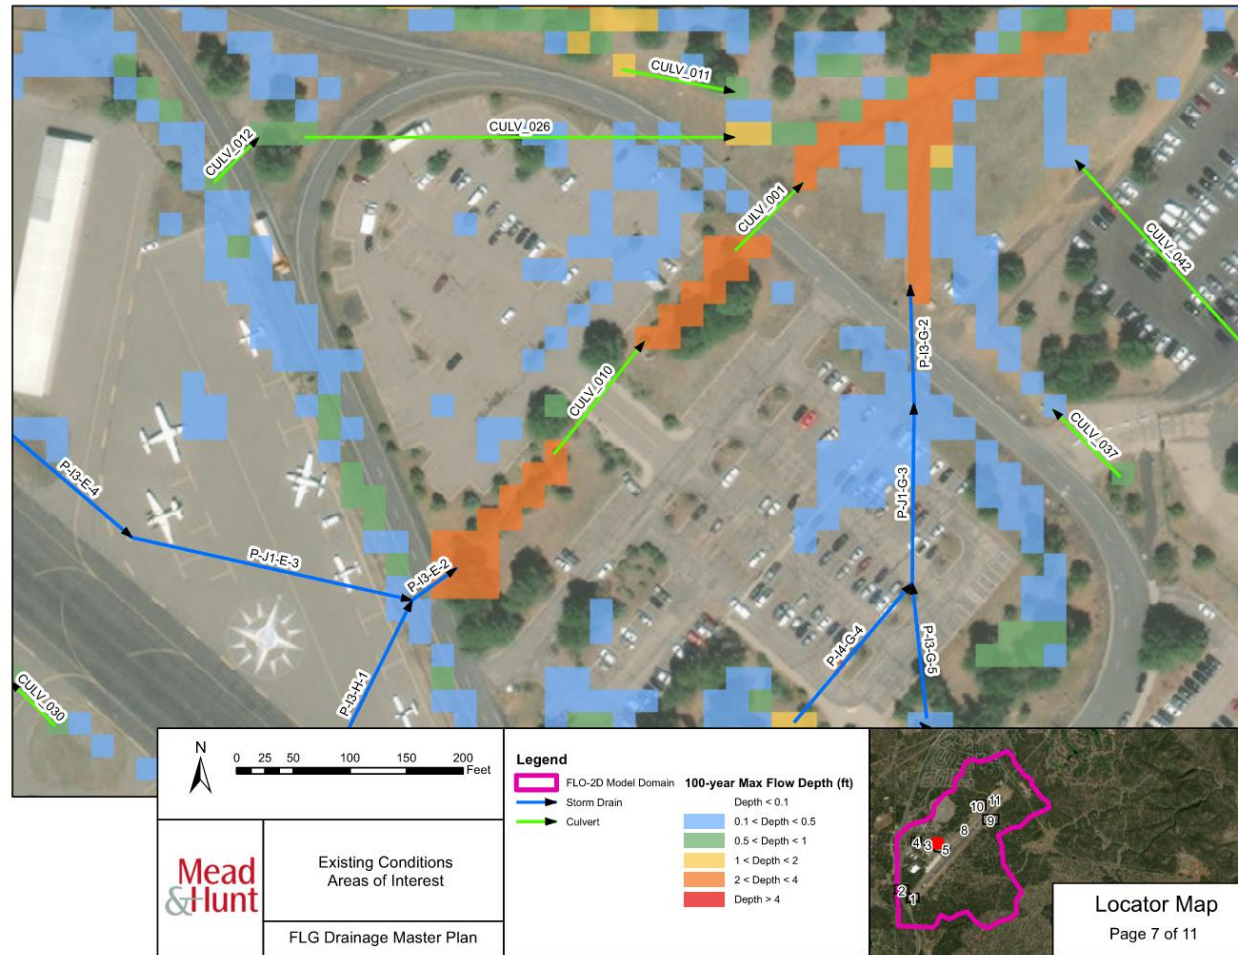 CULV_011
CULV_026
CULV_012
CULV_001
CULV_042
P-I3-G-2
CULV_010
CULV_037
P-I3-E-4
P-J1-G-3
P-J1-E-3
P-I3-E-2
P-I4-G-4
P-I3-G-5
P-I3-H-1
CULV_030
N
0 25 50 100 150 200
Feet
Mead
&Hunt
Existing Conditions
Areas of Interest
FLG Drainage Master Plan
Legend
FLO-2D Model Domain
Storm Drain
Culvert
100-year Max Flow Depth (ft)
Depth < 0.1
0.1 < Depth < 0.5
0.5 < Depth < 1
1 < Depth < 2
2 < Depth < 4
Depth > 4
10 11
9
8
4 3 5
2 1
Locator Map
Page 7 of 11